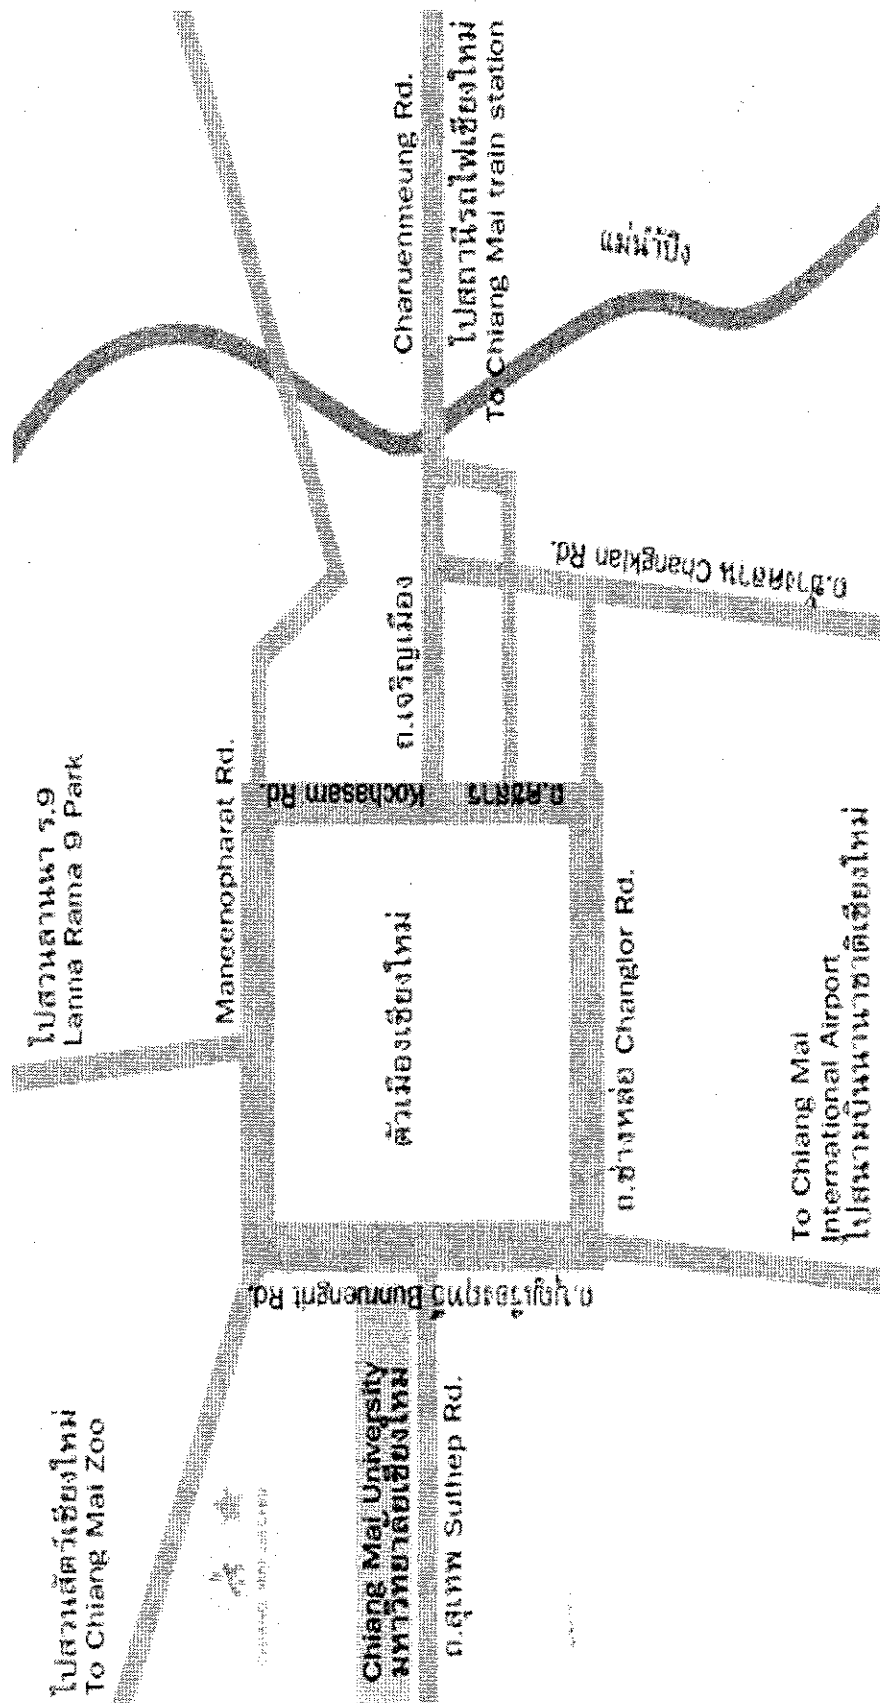 ไปสวนสัตว์เชียงใหม่
To Chiang Mai Zoo
ไปสวนลานนา ร.9
Lanna Rama 9 Park
Maneenopharat Rd.
Charuenmeung Rd.
ไปสถานีรถไฟเชียงใหม่
To Chiang Mai train station
ถ.เจริญเมือง
แม่น้ำปิง
ถ.บุญเรืองฤทธิ์ Bunruengrit Rd.
ถ.คชสาร Kochasarn Rd.
ตัวเมืองเชียงใหม่
ถ.ช้างคลาน Changklan Rd.
Chiang Mai University
มหาวิทยาลัยเชียงใหม่
ถ.สุเทพ Suthep Rd.
ถ.ช่างหล่อ Changlor Rd.
To Chiang Mai
International Airport
ไปสนามบินนานาชาติเชียงใหม่